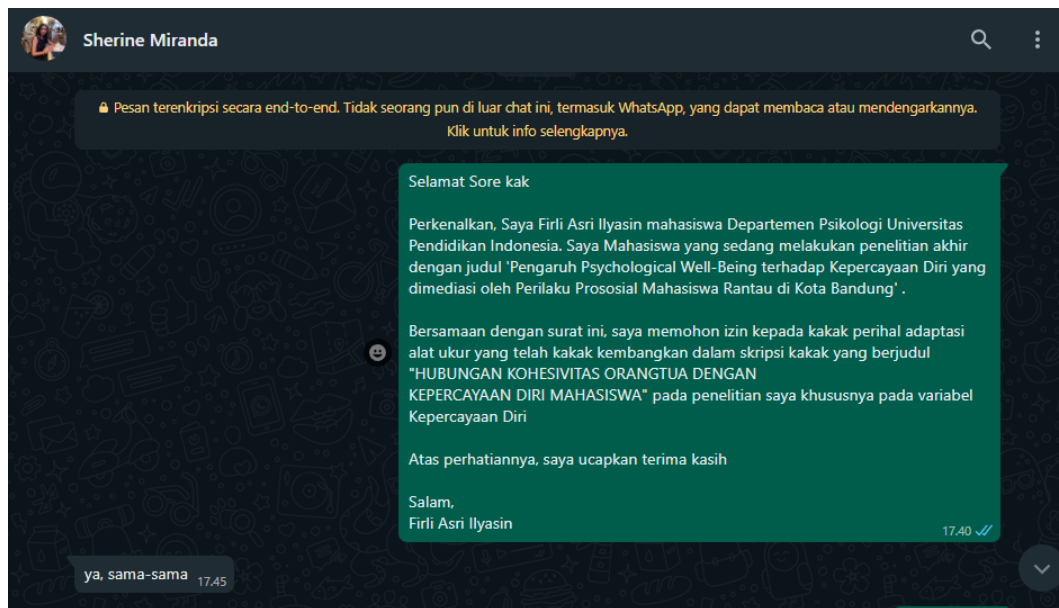 Sherine Miranda
Pesan terenkripsi secara end-to-end. Tidak seorang pun di luar chat ini, termasuk WhatsApp, yang dapat membaca atau mendengarkannya.
Klik untuk info selengkapnya.
Selamat Sore kak
Perkenalkan, Saya Firli Asri Ilyasin mahasiswa Departemen Psikologi Universitas
Pendidikan Indonesia. Saya Mahasiswa yang sedang melakukan penelitian akhir
dengan judul 'Pengaruh Psychological Well-Being terhadap Kepercayaan Diri yang
dimediasi oleh Perilaku Prososial Mahasiswa Rantau di Kota Bandung' .
Bersamaan dengan surat ini, saya memohon izin kepada kakak perihal adaptasi
alat ukur yang telah kakak kembangkan dalam skripsi kakak yang berjudul
"HUBUNGAN KOHESIVITAS ORANGTUA DENGAN
KEPERCAYAAN DIRI MAHASISWA" pada penelitian saya khususnya pada variabel
Kepercayaan Diri
Atas perhatiannya, saya ucapkan terima kasih
Salam,
Firli Asri Ilyasin
17.40
ya, sama-sama 17.45